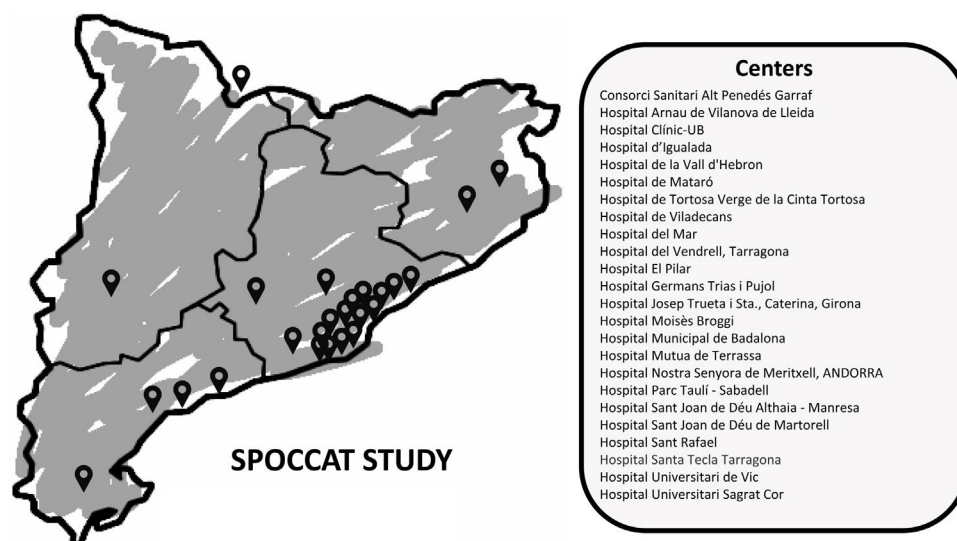 SPOCCAT STUDY
Centers
Consorci Sanitari Alt Penedés Garraf
Hospital Arnau de Vilanova de Lleida
Hospital Clínic-UB
Hospital d'Igualada
Hospital de la Vall d'Hebron
Hospital de Mataró
Hospital de Tortosa Verge de la Cinta Tortosa
Hospital de Viladecans
Hospital del Mar
Hospital del Vendrell, Tarragona
Hospital El Pilar
Hospital Germans Trias i Pujol
Hospital Josep Trueta i Sta., Caterina, Girona
Hospital Moisès Broggi
Hospital Municipal de Badalona
Hospital Mutua de Terrassa
Hospital Nostra Senyora de Meritxell, ANDORRA
Hospital Parc Taulí - Sabadell
Hospital Sant Joan de Déu Althaia - Manresa
Hospital Sant Joan de Déu de Martorell
Hospital Sant Rafael
Hospital Santa Tecla Tarragona
Hospital Universitari de Vic
Hospital Universitari Sagrat Cor